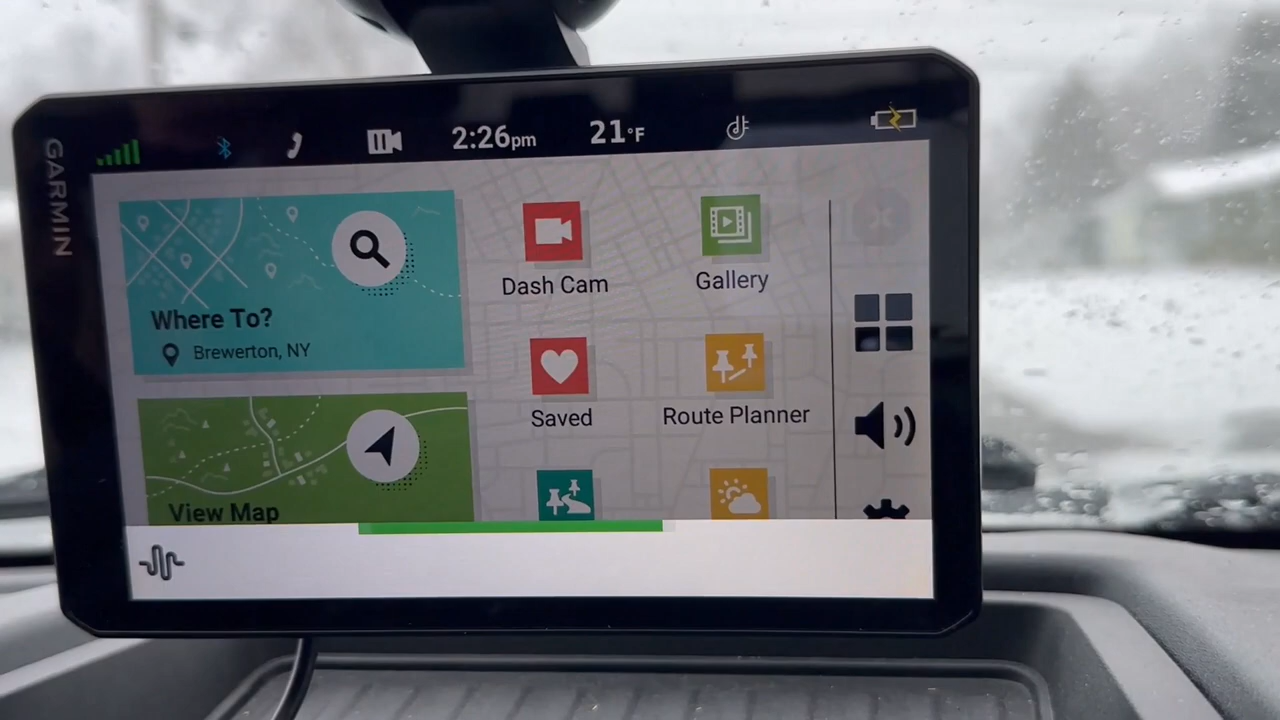 GARMIN
2:26pm
21°F
Where To?
Brewerton, NY
Dash Cam
Gallery
Saved
Route Planner
View Map